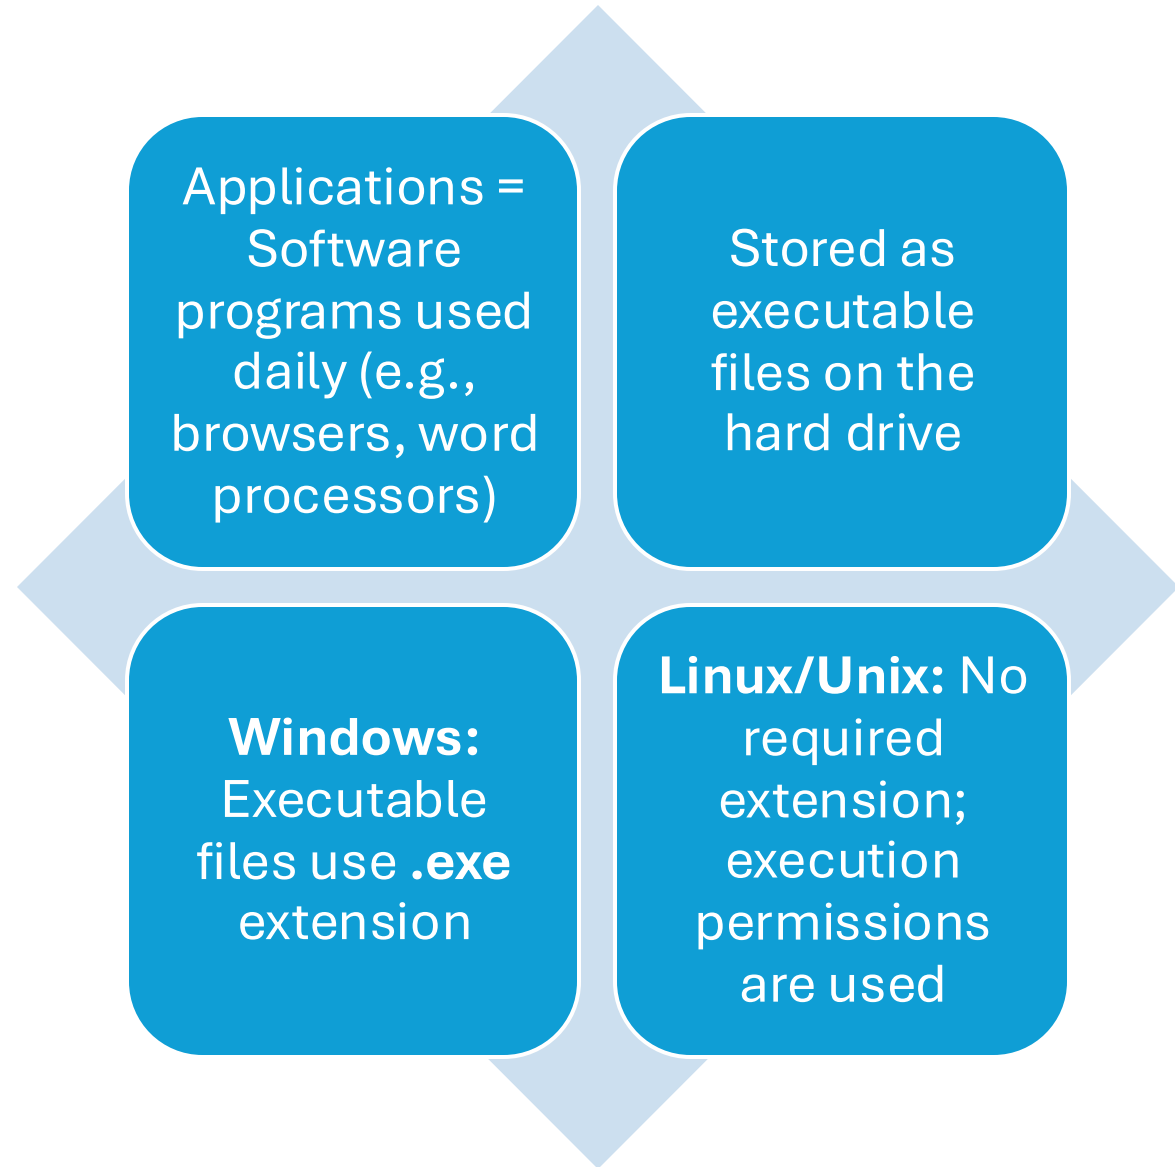 Applications =
Software
programs used
daily (e.g.,
browsers, word
processors)
Stored as
executable
files on the
hard drive
Windows:
Executable
files use .exe
extension
Linux/Unix: No
required
extension;
execution
permissions
are used